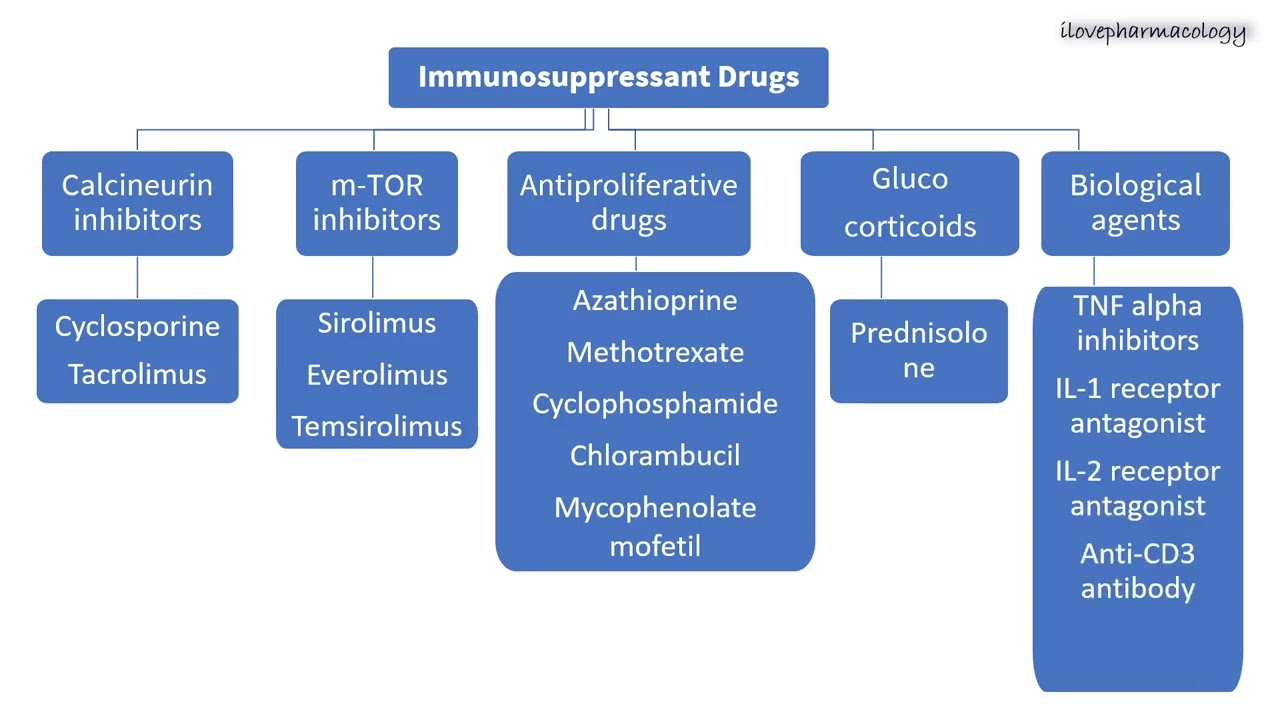 ilovepharmacology
Immunosuppressant Drugs
Calcineurin
inhibitors
m-TOR
inhibitors
Antiproliferative
drugs
Gluco
corticoids
Biological
agents
Cyclosporine
Tacrolimus
Sirolimus
Everolimus
Temsirolimus
Azathioprine
Methotrexate
Cyclophosphamide
Chlorambucil
Mycophenolate
mofetil
Prednisolo
ne
TNF alpha
inhibitors
IL-1 receptor
antagonist
IL-2 receptor
antagonist
Anti-CD3
antibody